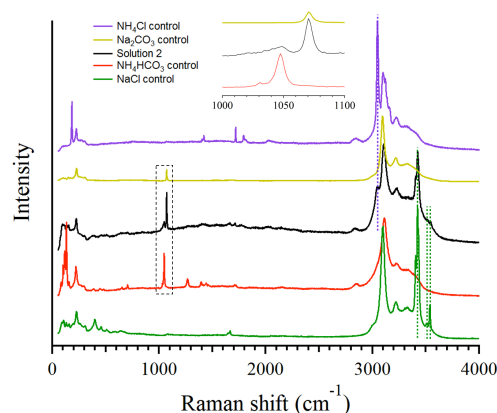 NH4Cl control
Na2CO3 control
Solution 2
NH4HCO3 control
NaCl control
1000 1050 1100
Intensity
0 1000 2000 3000 4000
Raman shift (cm-1)